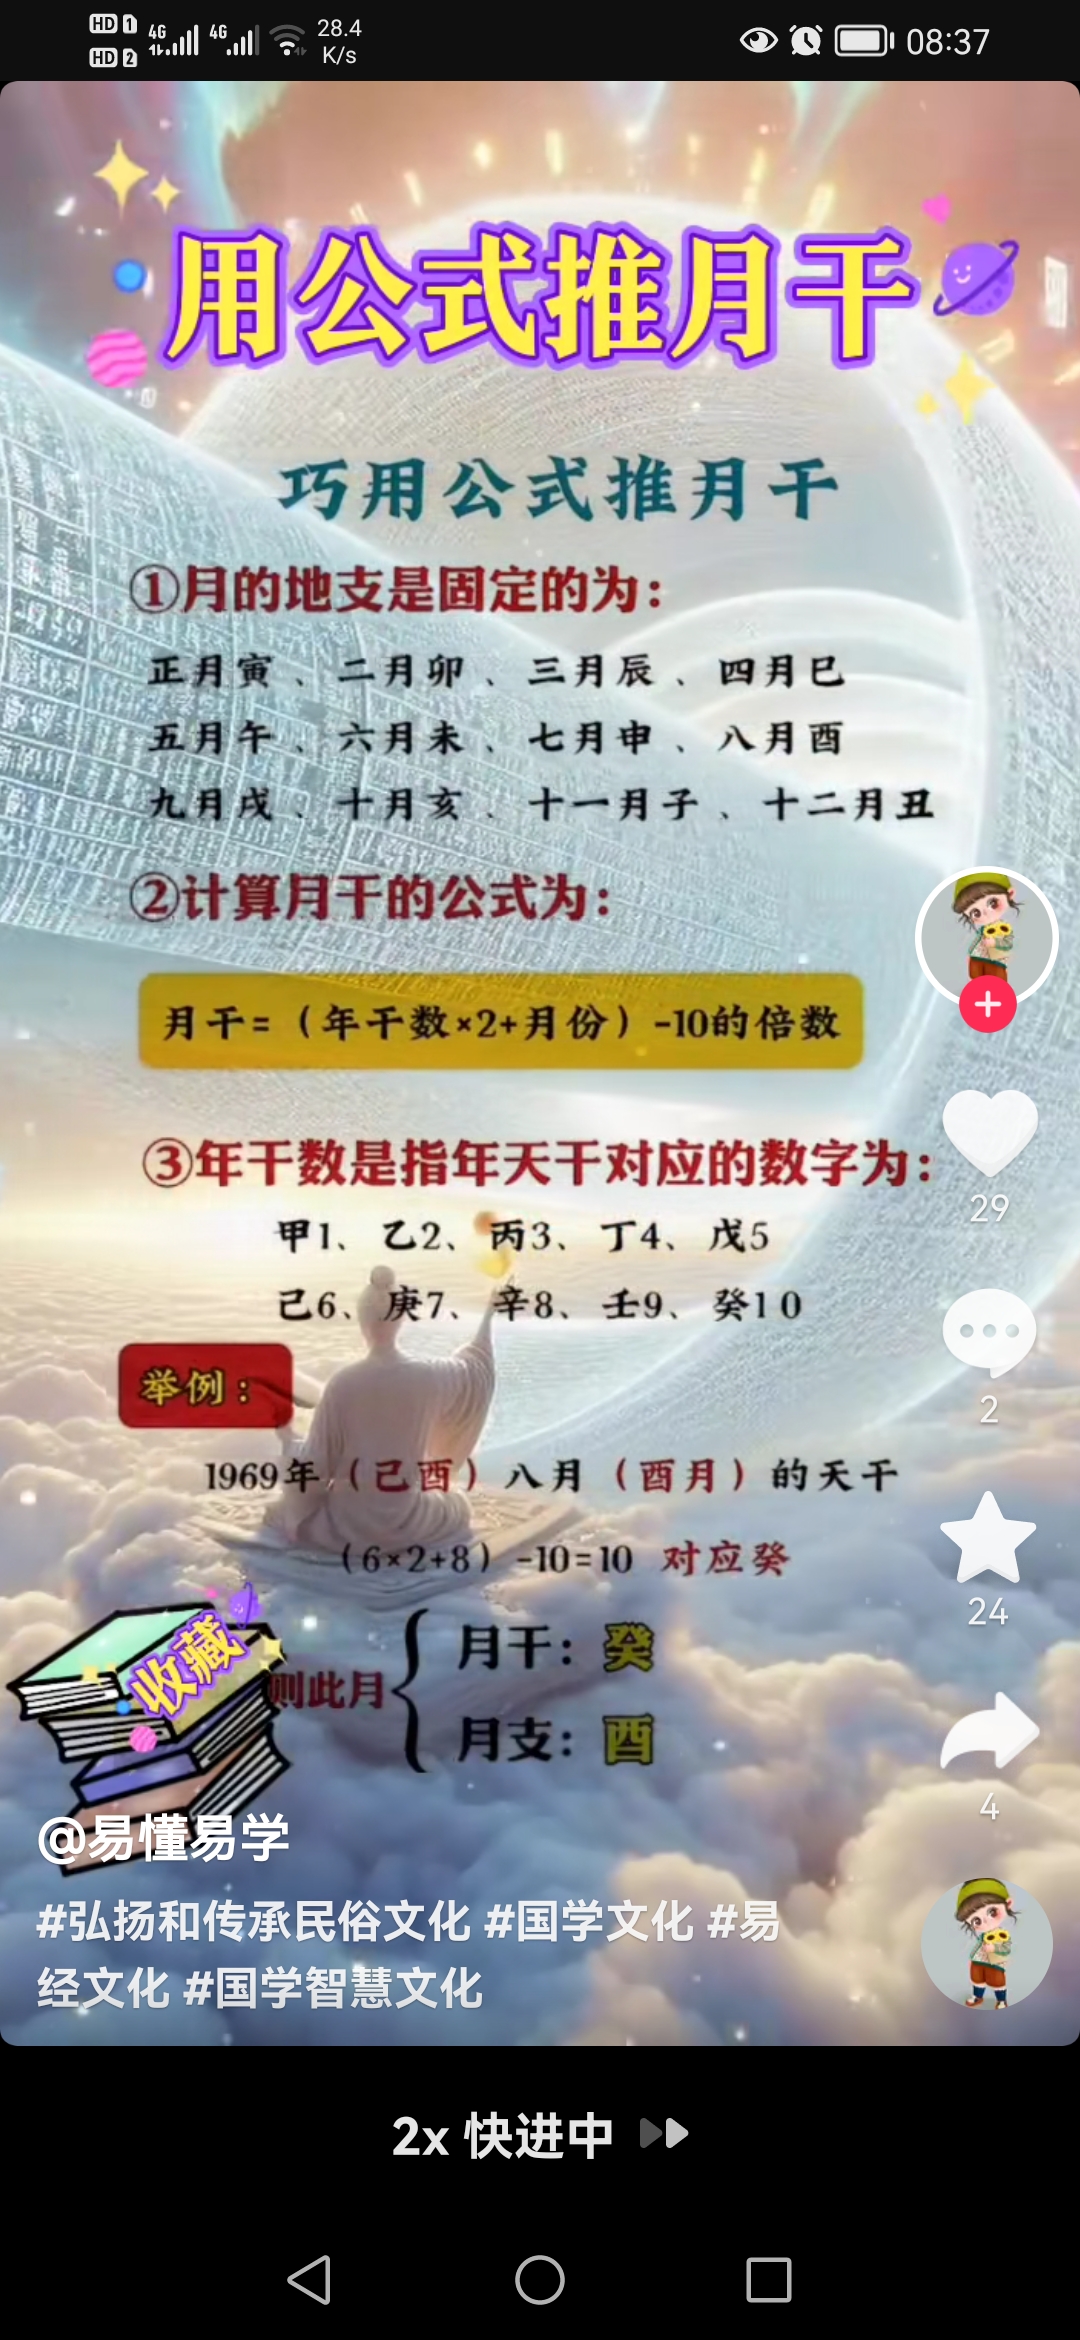 HD 1 4G 4G 28.4 K/s 08:37
HD 2
用公式推月干
巧用公式推月干
①月的地支是固定的为：
正月寅、二月卯、三月辰、四月巳
五月午、六月未、七月申、八月酉
九月戌、十月亥、十一月子、十二月丑
②计算月干的公式为：
月干=（年干数×2+月份）-10的倍数
③年干数是指年天干对应的数字为：
甲1、乙2、丙3、丁4、戊5
己6、庚7、辛8、壬9、癸10
举例：
1969年（己酉）八月（酉月）的天干
（6×2+8）-10=10 对应癸
则此月
月干：癸
月支：酉
收藏
29
2
24
4
@易懂易学
#弘扬和传承民俗文化 #国学文化 #易
经文化 #国学智慧文化
2x 快进中